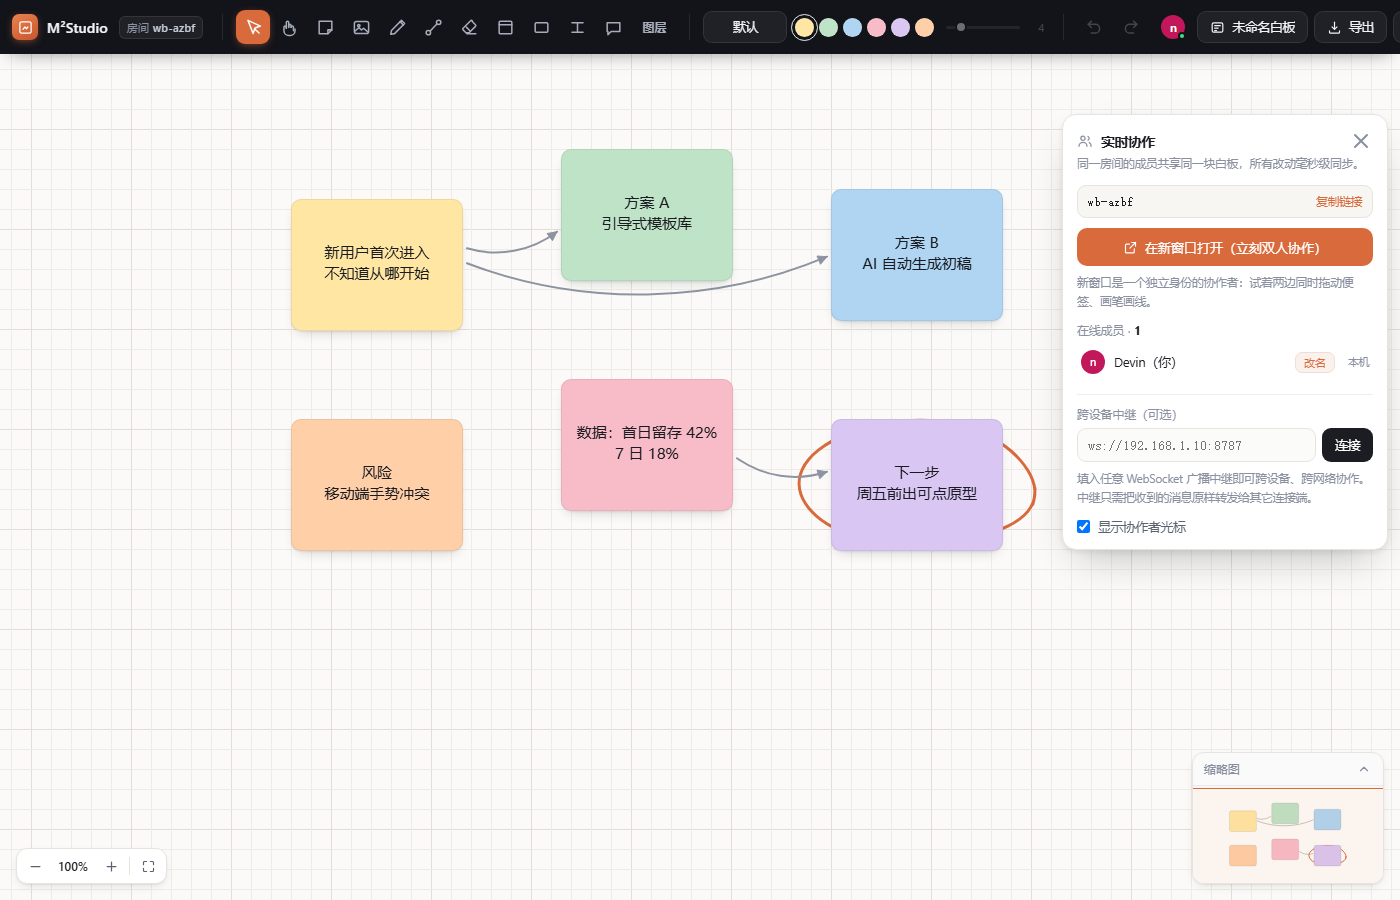 M²Studio
房间 wb-azbf
图层
默认
4
n
未命名白板
导出
新用户首次进入
不知道从哪开始
方案 A
引导式模板库
方案 B
AI 自动生成初稿
风险
移动端手势冲突
数据：首日留存 42%
7 日 18%
下一步
周五前出可点原型
实时协作
同一房间的成员共享同一块白板，所有改动毫秒级同步。
wb-azbf
复制链接
在新窗口打开（立刻双人协作）
新窗口是一个独立身份的协作者：试着两边同时拖动便
签、画笔画线。
在线成员 · 1
n
Devin（你）
改名
本机
跨设备中继（可选）
ws://192.168.1.10:8787
连接
填入任意 WebSocket 广播中继即可跨设备、跨网络协作。
中继只需把收到的消息原样转发给其它连接端。
显示协作者光标
缩略图
100%